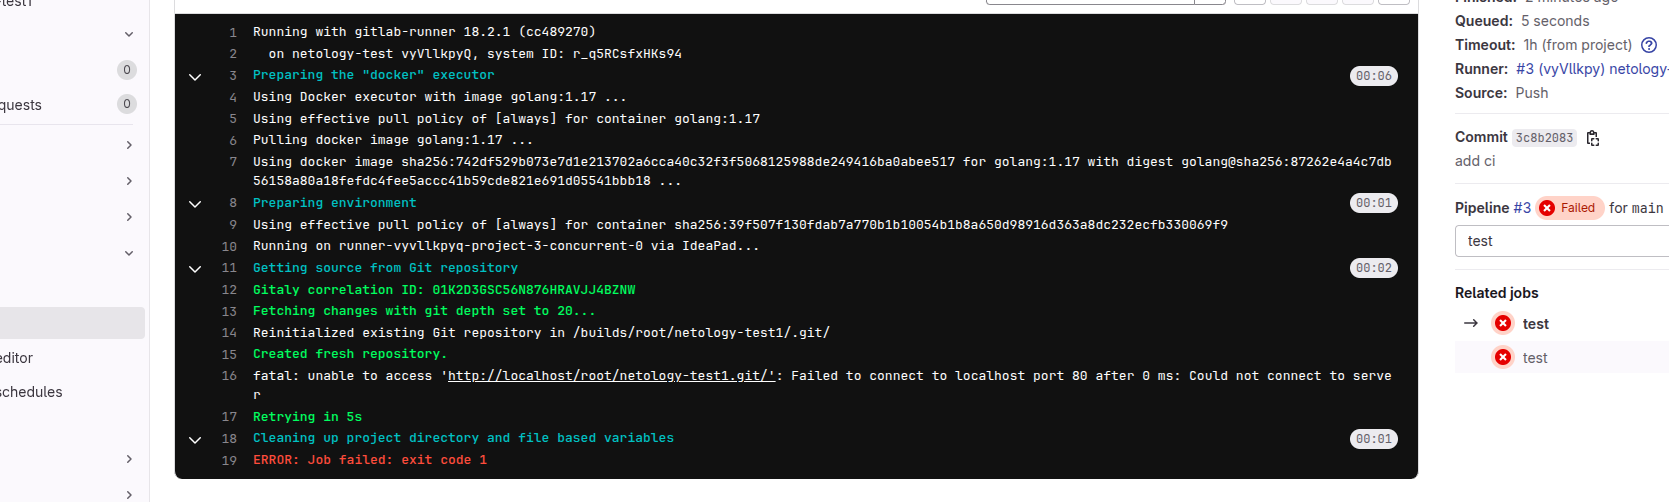 -test1
0
quests
0
editor
schedules
1 Running with gitlab-runner 18.2.1 (cc489270)
2 on netology-test vyVllkpyQ, system ID: r_q5RCsfxHKs94
3 Preparing the "docker" executor 00:06
4 Using Docker executor with image golang:1.17 ...
5 Using effective pull policy of [always] for container golang:1.17
6 Pulling docker image golang:1.17 ...
7 Using docker image sha256:742df529b073e7d1e213702a6cca40c32f3f5068125988de249416ba0abee517 for golang:1.17 with digest golang@sha256:87262e4a4c7db
56158a80a18fefdc4fee5accc41b59cde821e691d05541bbb18 ...
8 Preparing environment 00:01
9 Using effective pull policy of [always] for container sha256:39f507f130fdab7a770b1b10054b1b8a650d98916d363a8dc232ecfb330069f9
10 Running on runner-vyvllkpyq-project-3-concurrent-0 via IdeaPad...
11 Getting source from Git repository 00:02
12 Gitaly correlation ID: 01K2D3GSC56N876HRAVJJ4BZNW
13 Fetching changes with git depth set to 20...
14 Reinitialized existing Git repository in /builds/root/netology-test1/.git/
15 Created fresh repository.
16 fatal: unable to access 'http://localhost/root/netology-test1.git/': Failed to connect to localhost port 80 after 0 ms: Could not connect to serve
r
17 Retrying in 5s
18 Cleaning up project directory and file based variables 00:01
19 ERROR: Job failed: exit code 1
Finished: 2 minutes ago
Queued: 5 seconds
Timeout: 1h (from project)
Runner: #3 (vyVllkpy) netology-
Source: Push
Commit 3c8b2083
add ci
Pipeline #3 Failed for main
test
Related jobs
test
test